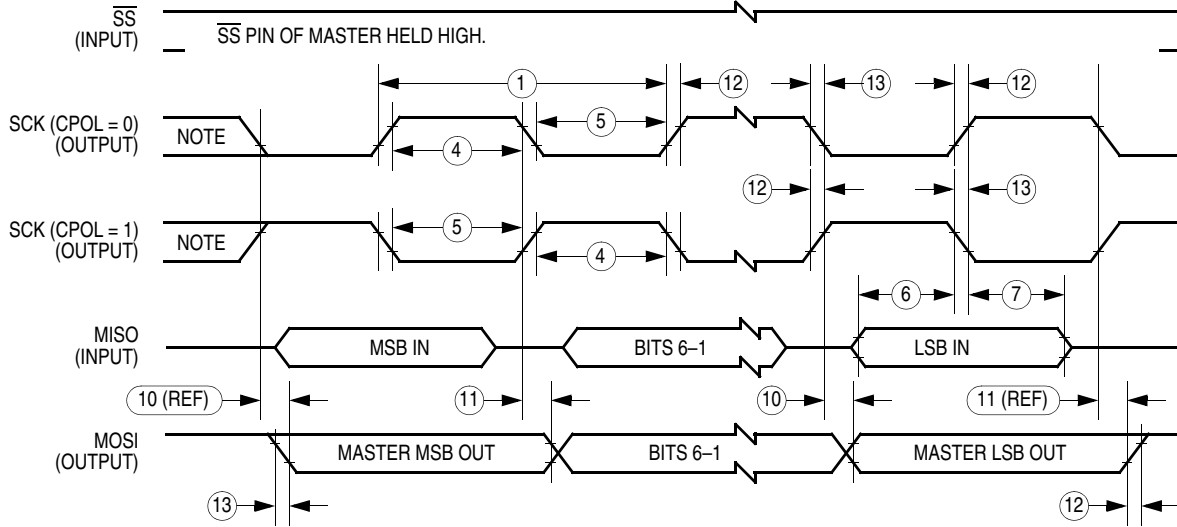 SS
(INPUT)
SS PIN OF MASTER HELD HIGH.
1
12
13
12
SCK (CPOL = 0)
(OUTPUT)
NOTE
5
4
12
13
SCK (CPOL = 1)
(OUTPUT)
NOTE
5
4
6
7
MISO
(INPUT)
MSB IN
BITS 6–1
LSB IN
10 (REF)
11
10
11 (REF)
MOSI
(OUTPUT)
MASTER MSB OUT
BITS 6–1
MASTER LSB OUT
13
12